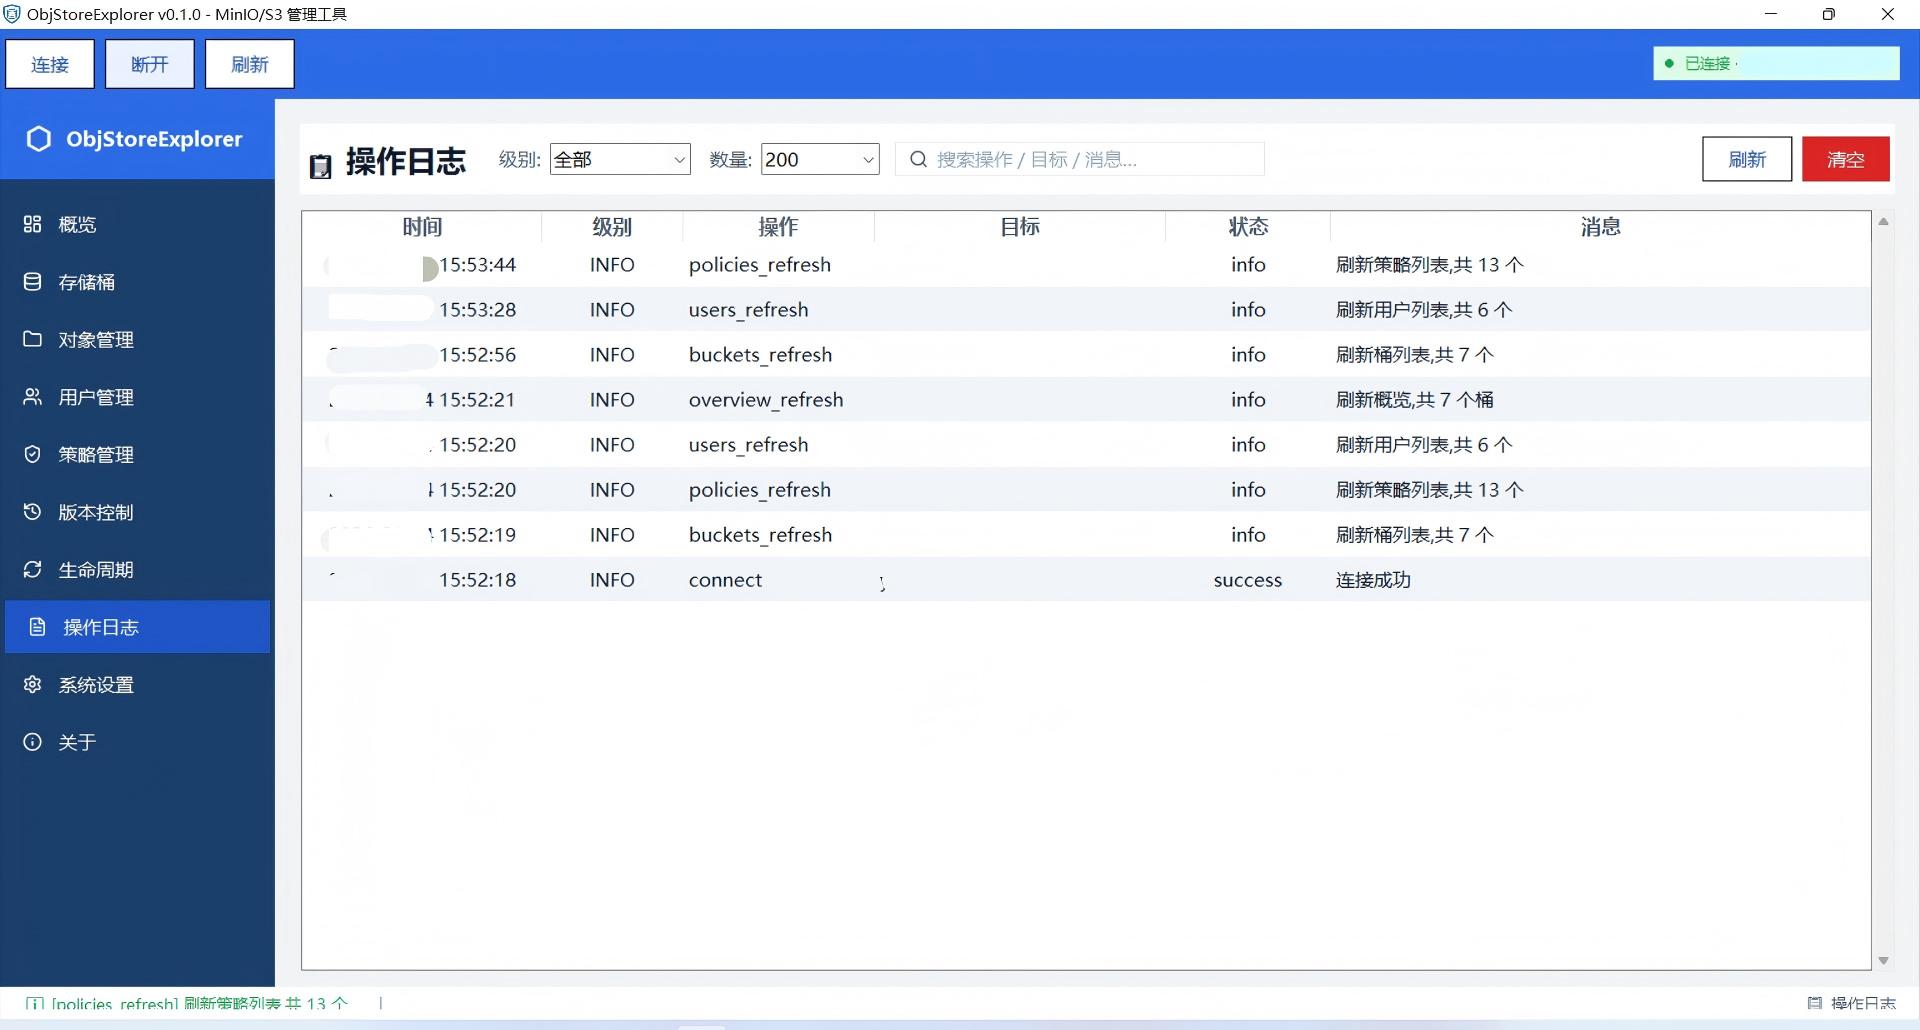 ObjStoreExplorer v0.1.0 - MinIO/S3 管理工具
连接 断开 刷新
已连接 ·
ObjStoreExplorer
概览
存储桶
对象管理
用户管理
策略管理
版本控制
生命周期
操作日志
系统设置
关于
操作日志 级别: 全部 数量: 200 搜索操作 / 目标 / 消息... 刷新 清空
时间 级别 操作 目标 状态 消息
15:53:44 INFO policies_refresh info 刷新策略列表,共 13 个
15:53:28 INFO users_refresh info 刷新用户列表,共 6 个
15:52:56 INFO buckets_refresh info 刷新桶列表,共 7 个
4 15:52:21 INFO overview_refresh info 刷新概览,共 7 个桶
15:52:20 INFO users_refresh info 刷新用户列表,共 6 个
15:52:20 INFO policies_refresh info 刷新策略列表,共 13 个
15:52:19 INFO buckets_refresh info 刷新桶列表,共 7 个
15:52:18 INFO connect success 连接成功
[policies_refresh] 刷新策略列表 共 13 个 |
操作日志